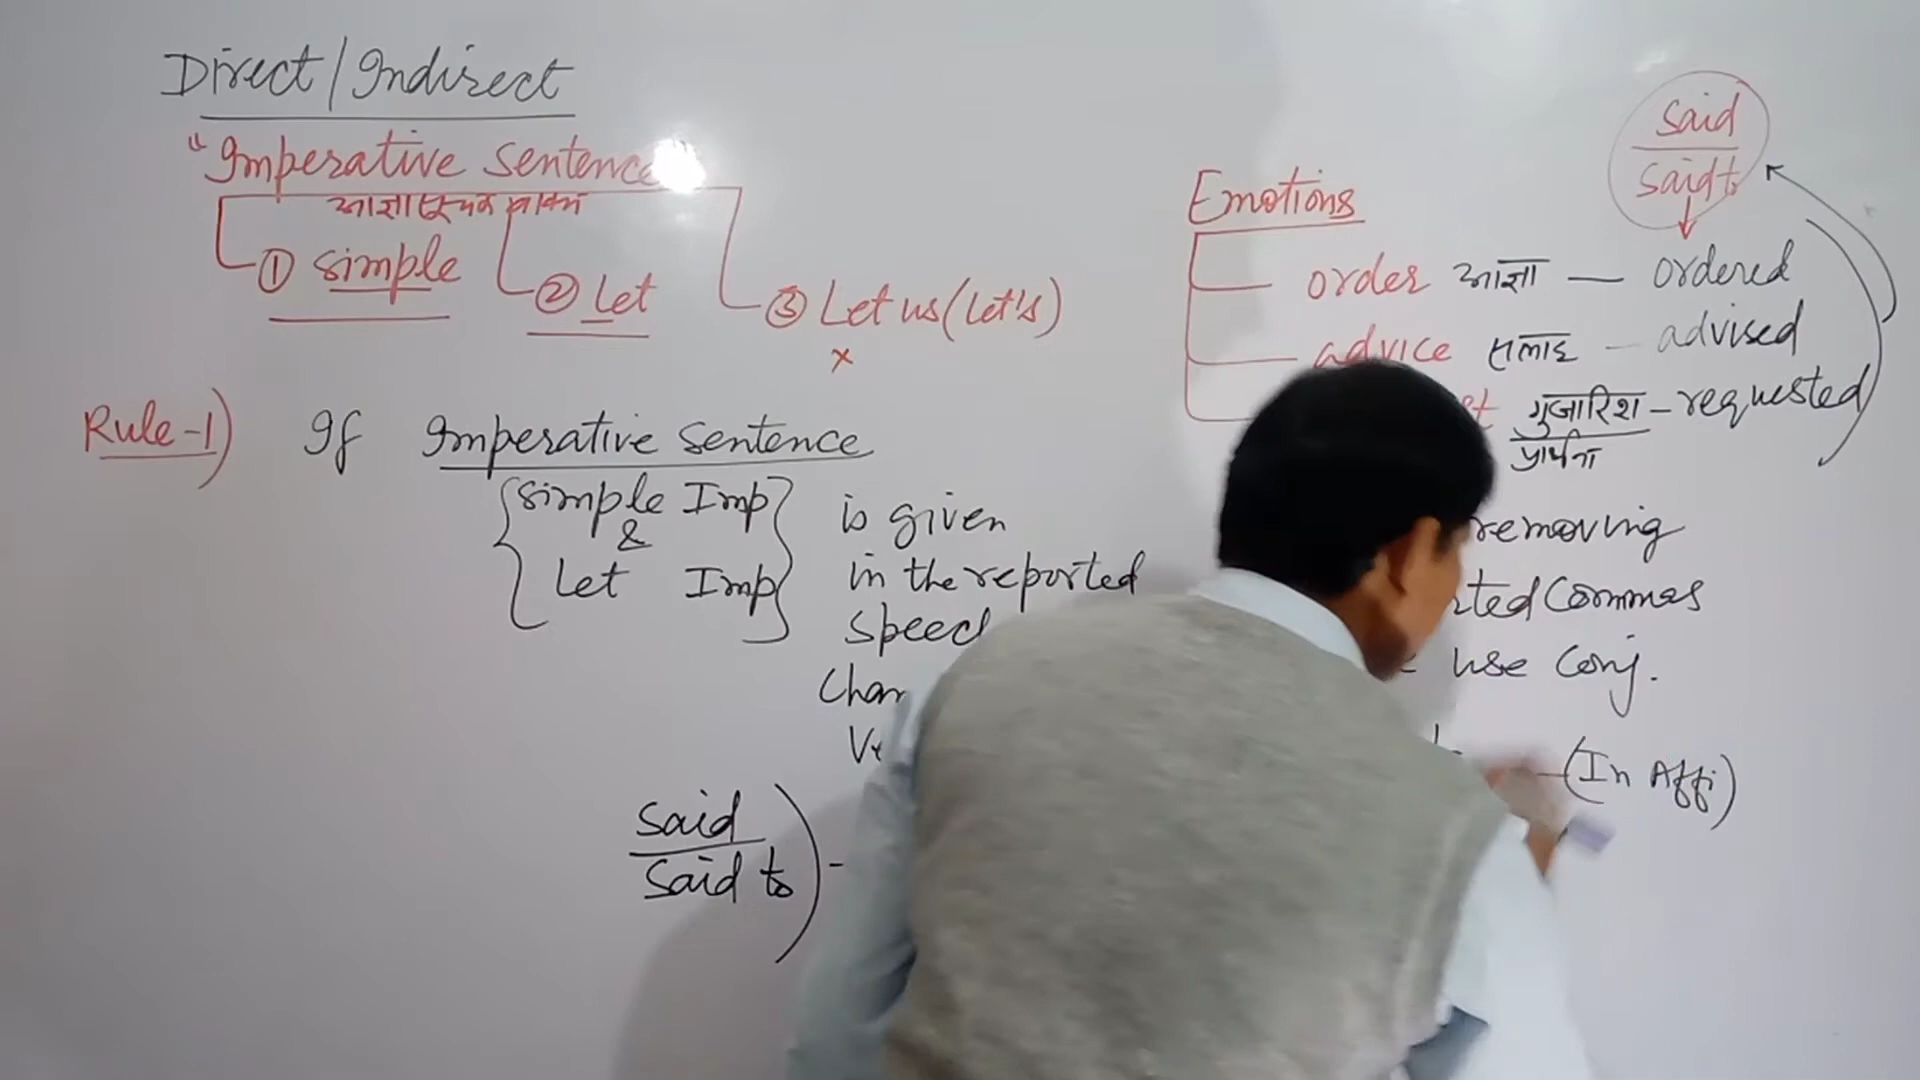 Direct/Indirect
"Imperative Sentence"
आज्ञासूचक वाक्य
① Simple
② Let
③ Let us (Let's)
×
Rule-1) If Imperative Sentence
{Simple Imp
&
Let Imp}
is given
in the reported
Speech
Said
Said to) -
Said
Said to
Emotions
order आज्ञा — ordered
advice सलाह — advised
गुजारिश - requested
प्रार्थना
removing
Commas
use Conj.
(In Affi)